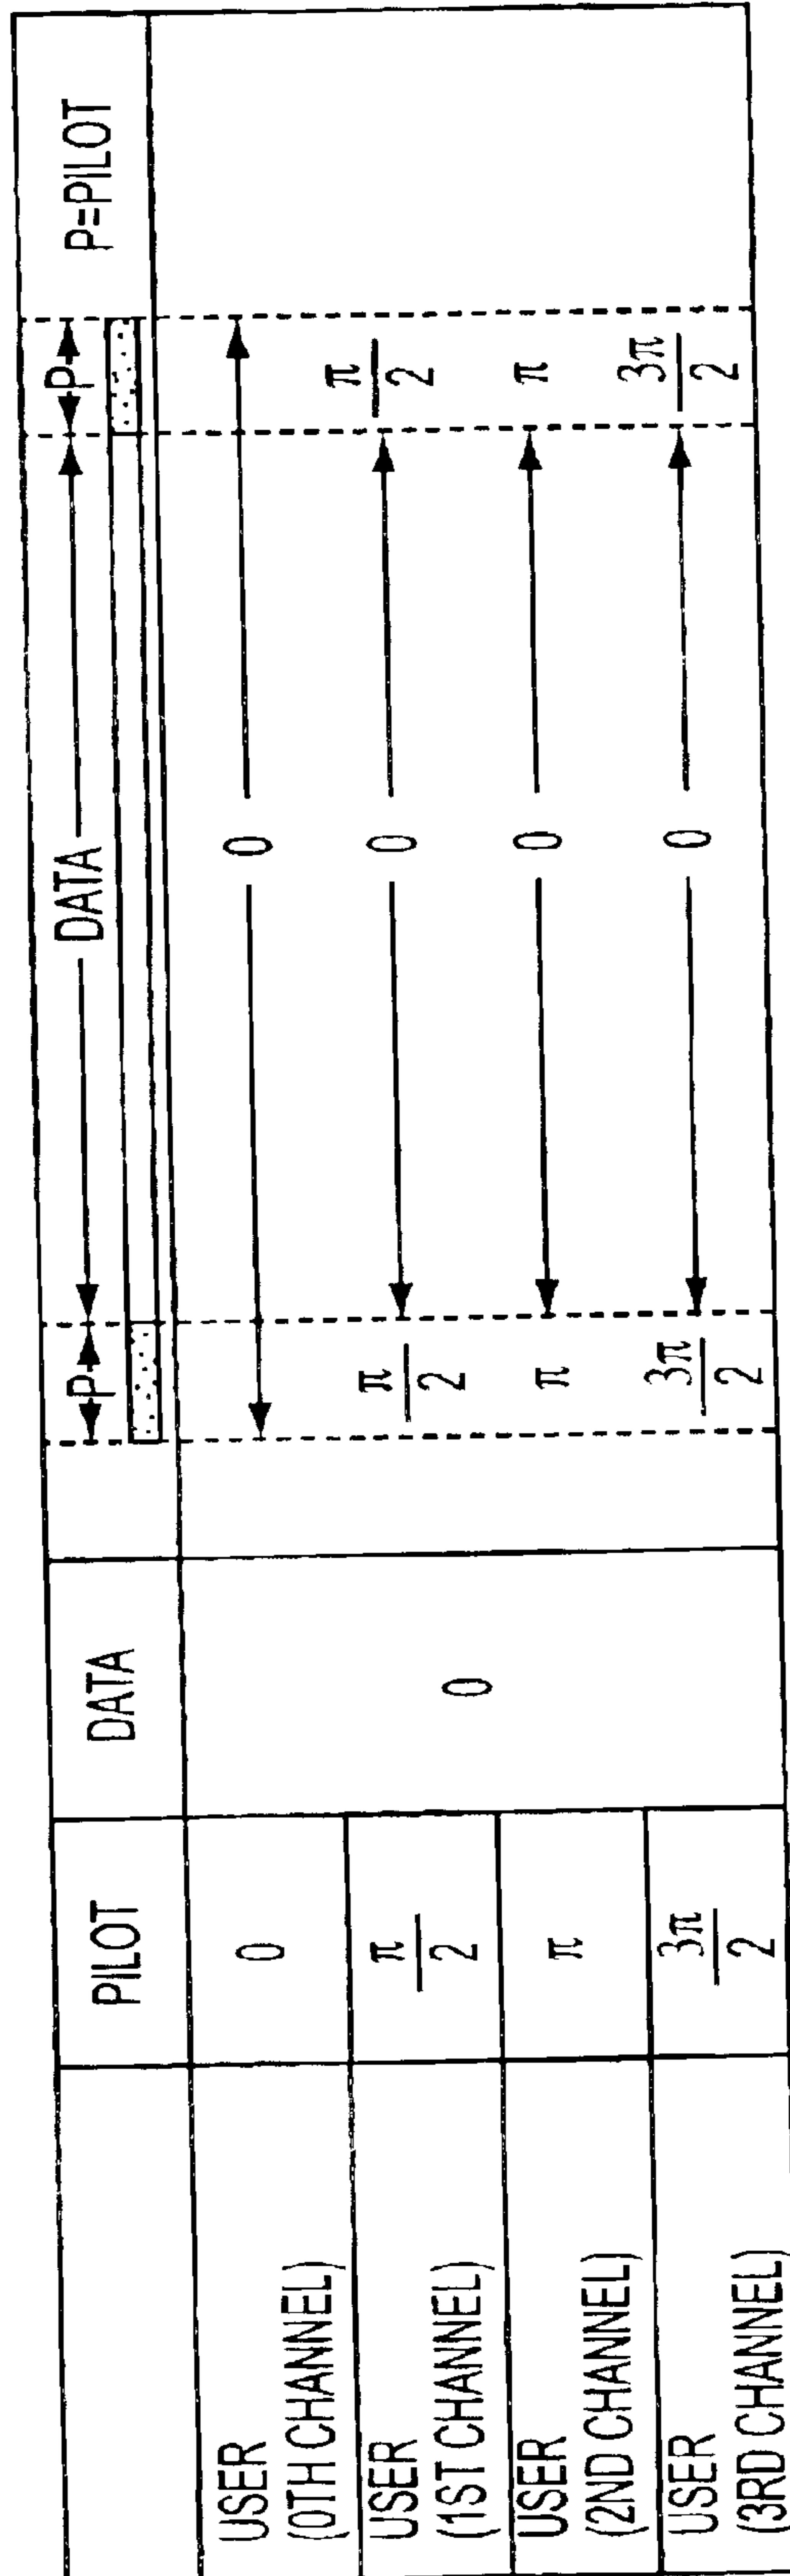 PILOT DATA P DATA P P=PILOT
USER
(0TH CHANNEL) 0 0 0
USER
(1ST CHANNEL) π/2 π/2 0 π/2
USER
(2ND CHANNEL) π π 0 π
USER
(3RD CHANNEL) 3π/2 3π/2 0 3π/2